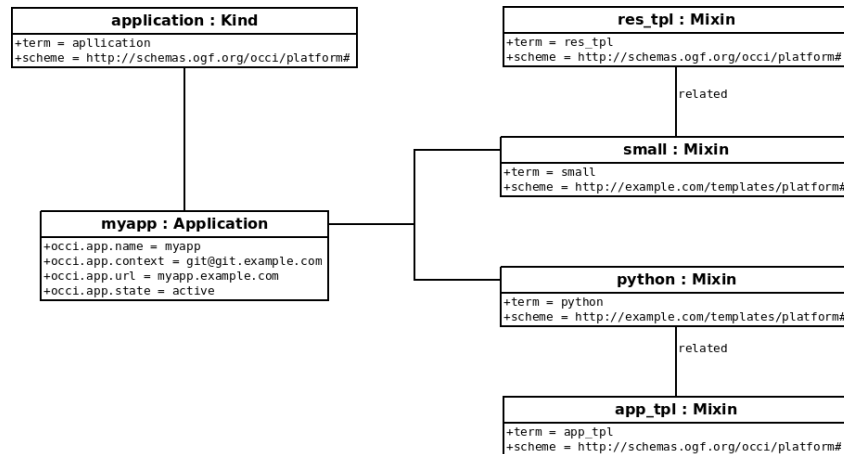 application : Kind
+term = apllication
+scheme = http://schemas.ogf.org/occi/platform#
res_tpl : Mixin
+term = res_tpl
+scheme = http://schemas.ogf.org/occi/platform#
related
small : Mixin
+term = small
+scheme = http://example.com/templates/platform#
myapp : Application
+occi.app.name = myapp
+occi.app.context = git@git.example.com
+occi.app.url = myapp.example.com
+occi.app.state = active
python : Mixin
+term = python
+scheme = http://example.com/templates/platform#
related
app_tpl : Mixin
+term = app_tpl
+scheme = http://schemas.ogf.org/occi/platform#